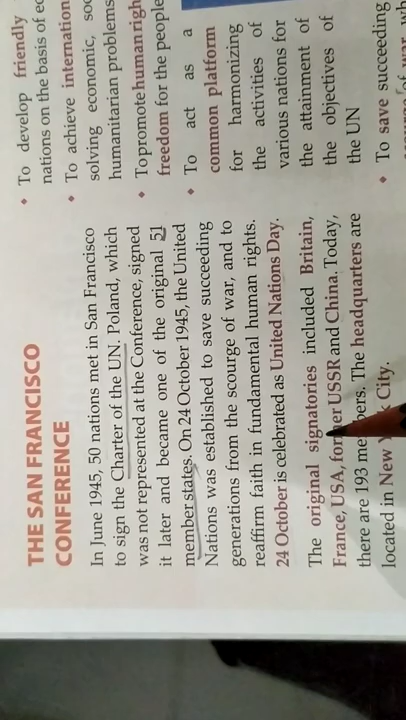 THE SAN FRANCISCO
CONFERENCE
In June 1945, 50 nations met in San Francisco
to sign the Charter of the UN. Poland, which
was not represented at the Conference, signed
it later and became one of the original 51
member states. On 24 October 1945, the United
Nations was established to save succeeding
generations from the scourge of war, and to
reaffirm faith in fundamental human rights.
24 October is celebrated as United Nations Day.
The original signatories included Britain,
France, USA, former USSR and China. Today,
there are 193 members. The headquarters are
located in New City.
• To develop friendly
nations on the basis of
• To achieve
solving economic,
humanitarian problems
• To promote human
freedom for the people
• To act as a
common platform
for harmonizing
the activities of
various nations for
the attainment of
the objectives of
the UN
• To save succeeding
of war